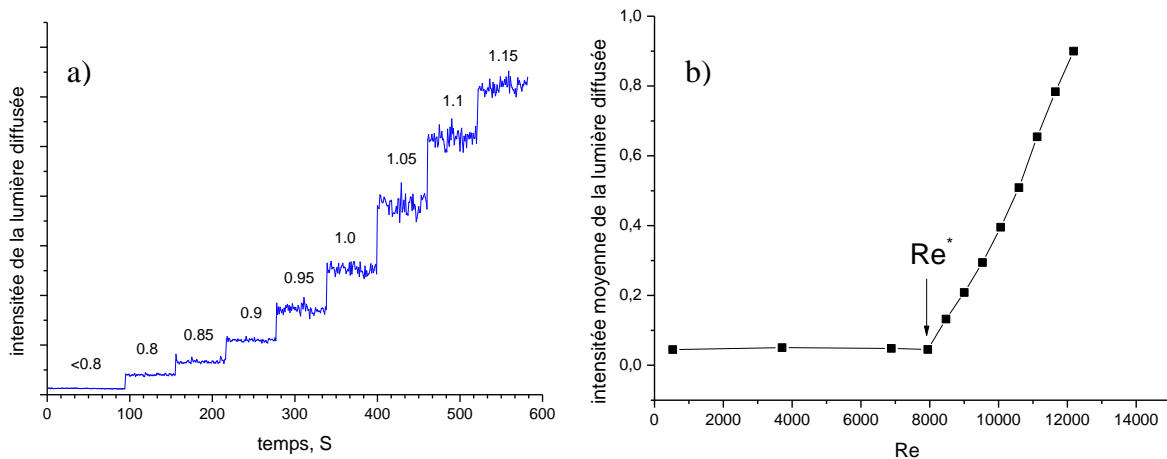 a)
intensitée de la lumière diffusée
<0.8
0.8
0.85
0.9
0.95
1.0
1.05
1.1
1.15
0 100 200 300 400 500 600
temps, S
b)
intensitée moyenne de la lumière diffusée
1,0
0,8
0,6
0,4
0,2
0,0
Re*
0 2000 4000 6000 8000 10000 12000 14000
Re